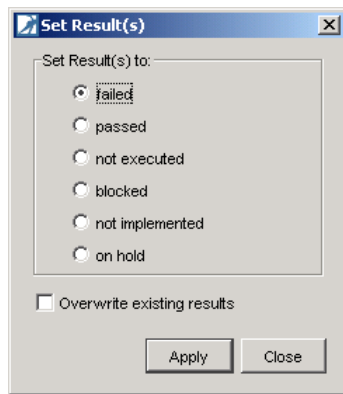 Set Result(s)
Set Result(s) to:
failed
passed
not executed
blocked
not implemented
on hold
Overwrite existing results
Apply Close